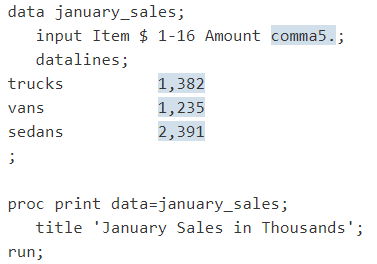 data january_sales;
   input Item $ 1-16 Amount comma5.;
   datalines;
trucks          1,382
vans            1,235
sedans          2,391
;

proc print data=january_sales;
   title 'January Sales in Thousands';
run;